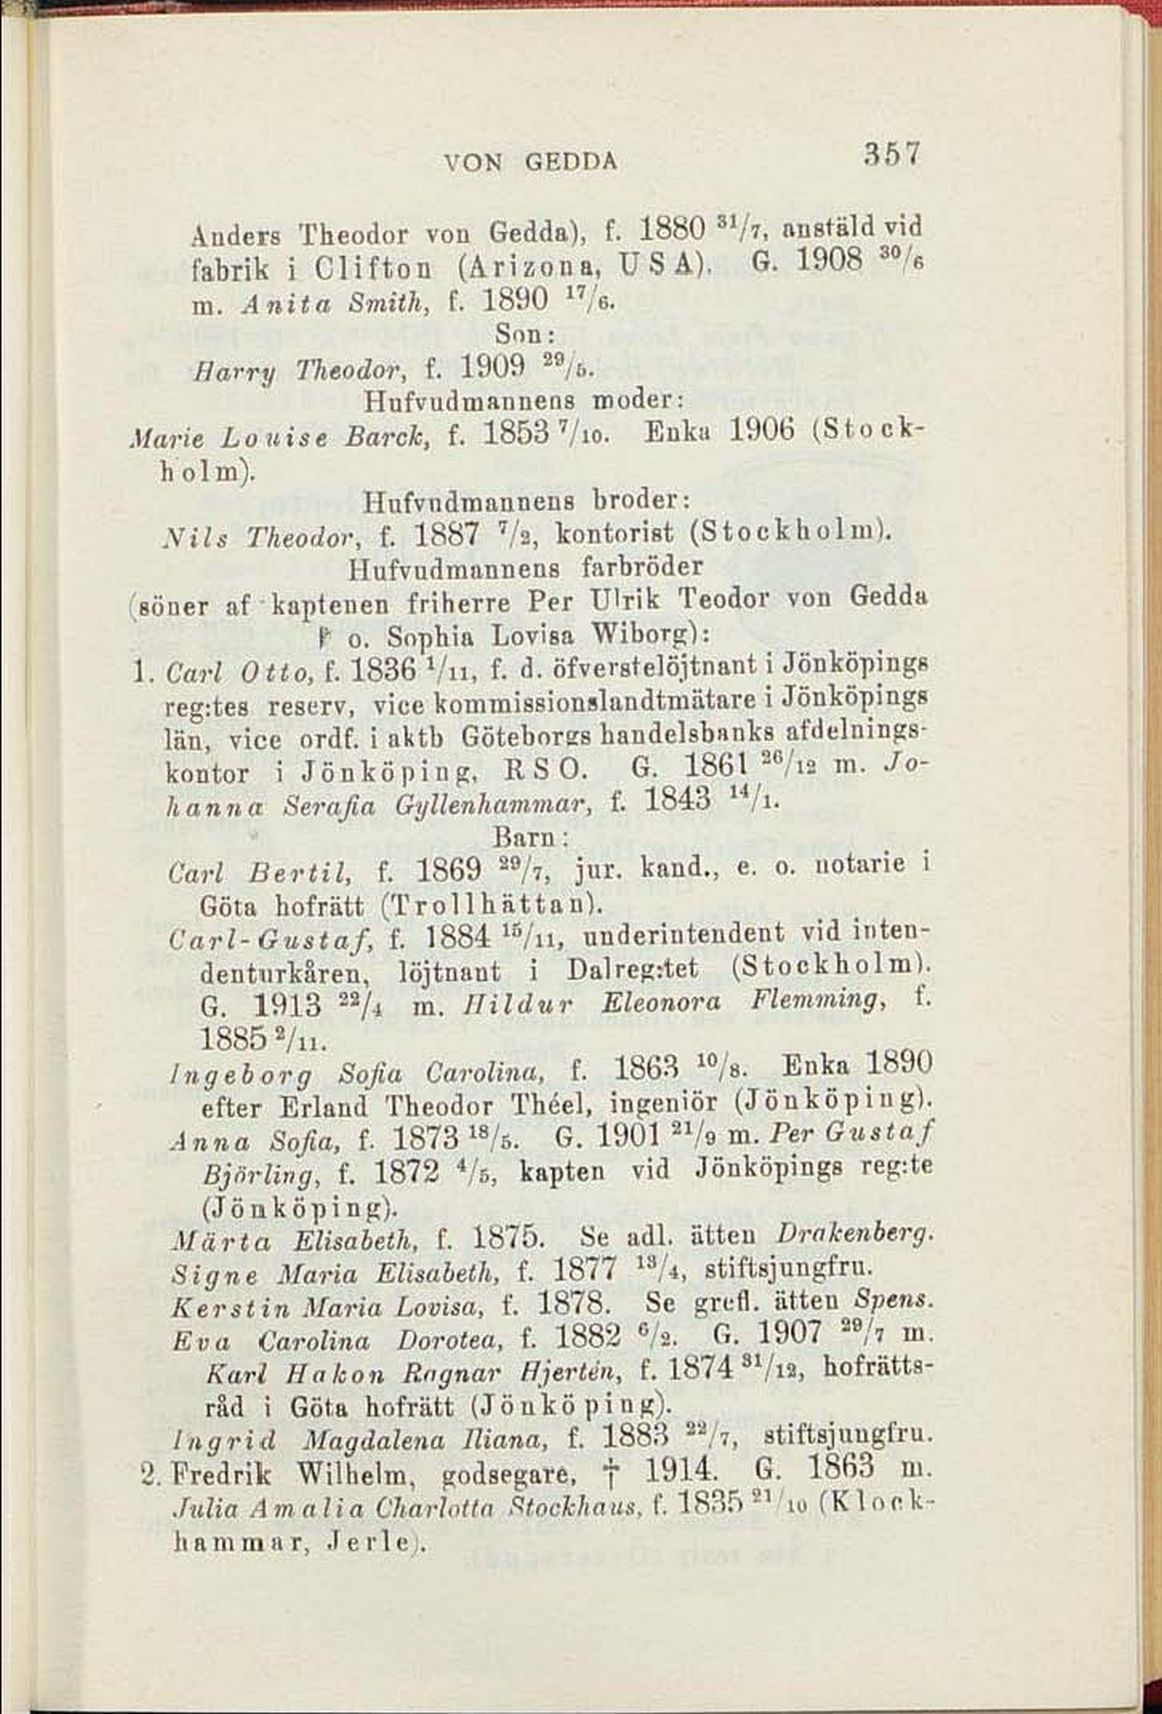 VON GEDDA 357
Anders Theodor von Gedda), f. 1880 31/7, anstäld vid
fabrik i Clifton (Arizona, USA). G. 1908 30/6
m. Anita Smith, f. 1890 17/6.
Son:
Harry Theodor, f. 1909 29/5.
Hufvudmannens moder:
Marie Louise Barck, f. 1853 7/10. Enka 1906 (Stock-
holm).
Hufvudmannens broder:
Nils Theodor, f. 1887 7/2, kontorist (Stockholm).
Hufvudmannens farbröder
(söner af kaptenen friherre Per Ulrik Teodor von Gedda
† o. Sophia Lovisa Wiborg):
1. Carl Otto, f. 1836 1/11, f. d. öfverstelöjtnant i Jönköpings
reg:tes reserv, vice kommissionslandtmätare i Jönköpings
län, vice ordf. i aktb Göteborgs handelsbanks afdelnings-
kontor i Jönköping, RSO. G. 1861 26/12 m. Jo-
hanna Serafia Gyllenhammar, f. 1843 14/1.
Barn:
Carl Bertil, f. 1869 29/7, jur. kand., e. o. notarie i
Göta hofrätt (Trollhättan).
Carl-Gustaf, f. 1884 15/11, underintendent vid inten-
denturkåren, löjtnant i Dalreg:tet (Stockholm).
G. 1913 22/4 m. Hildur Eleonora Flemming, f.
1885 2/11.
Ingeborg Sofia Carolina, f. 1863 10/8. Enka 1890
efter Erland Theodor Théel, ingeniör (Jönköping).
Anna Sofia, f. 1873 18/5. G. 1901 21/9 m. Per Gustaf
Björling, f. 1872 4/5, kapten vid Jönköpings reg:te
(Jönköping).
Märta Elisabeth, f. 1875. Se adl. ätten Drakenberg.
Signe Maria Elisabeth, f. 1877 13/4, stiftsjungfru.
Kerstin Maria Lovisa, f. 1878. Se grefl. ätten Spens.
Eva Carolina Dorotea, f. 1882 6/2. G. 1907 29/7 m.
Karl Hakon Ragnar Hjertén, f. 1874 31/12, hofrätts-
råd i Göta hofrätt (Jönköping).
Ingrid Magdalena Iliana, f. 1883 22/7, stiftsjungfru.
2. Fredrik Wilhelm, godsegare, † 1914. G. 1863 m.
Julia Amalia Charlotta Stockhaus, f. 1835 21/10 (Klock-
hammar, Jerle).